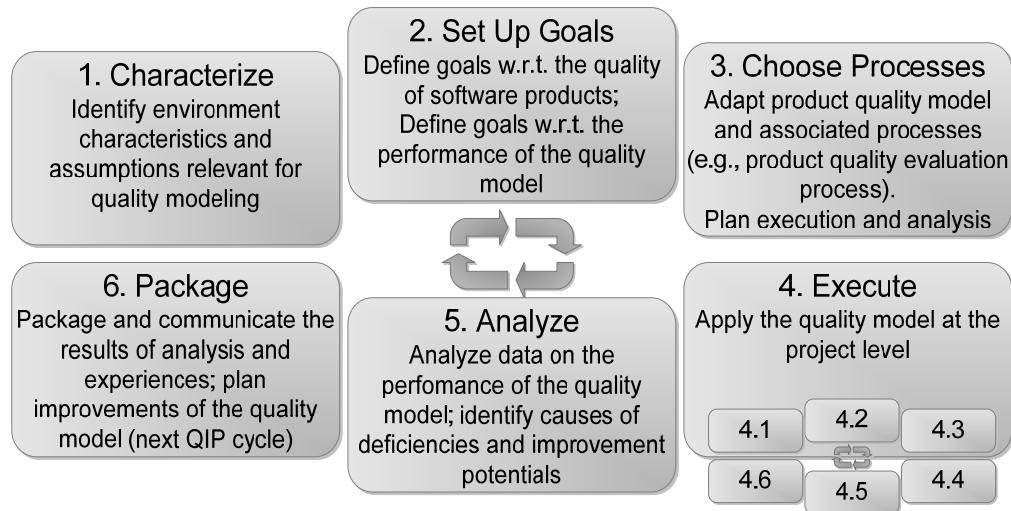 1. Characterize
Identify environment
characteristics and
assumptions relevant for
quality modeling
2. Set Up Goals
Define goals w.r.t. the quality
of software products;
Define goals w.r.t. the
performance of the quality
model
3. Choose Processes
Adapt product quality model
and associated processes
(e.g., product quality evaluation
process).
Plan execution and analysis
4. Execute
Apply the quality model at the
project level
4.1
4.2
4.3
4.4
4.5
4.6
5. Analyze
Analyze data on the
perfomance of the quality
model; identify causes of
deficiencies and improvement
potentials
6. Package
Package and communicate the
results of analysis and
experiences; plan
improvements of the quality
model (next QIP cycle)